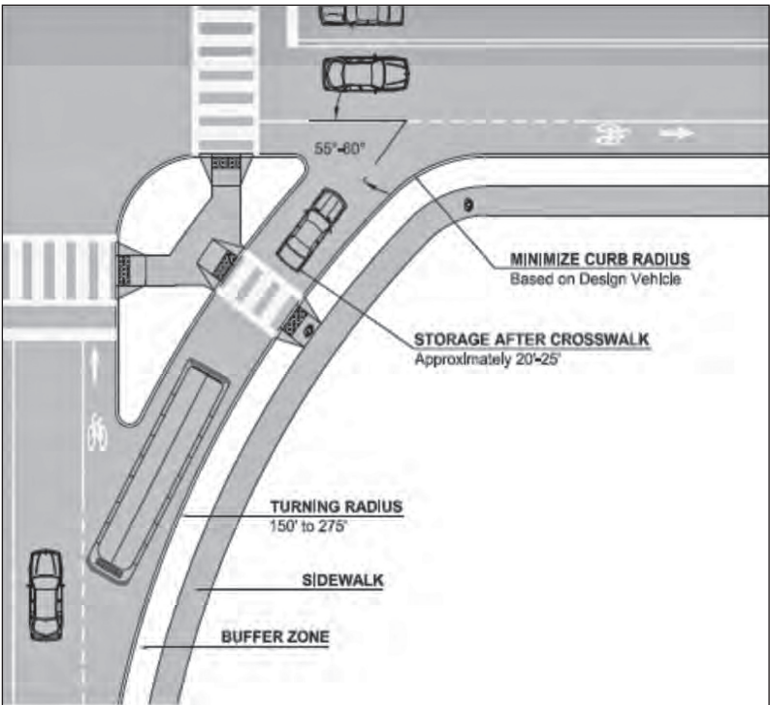 55°-60°
MINIMIZE CURB RADIUS
Based on Design Vehicle
STORAGE AFTER CROSSWALK
Approximately 20'-25'
TURNING RADIUS
150' to 275'
SIDEWALK
BUFFER ZONE